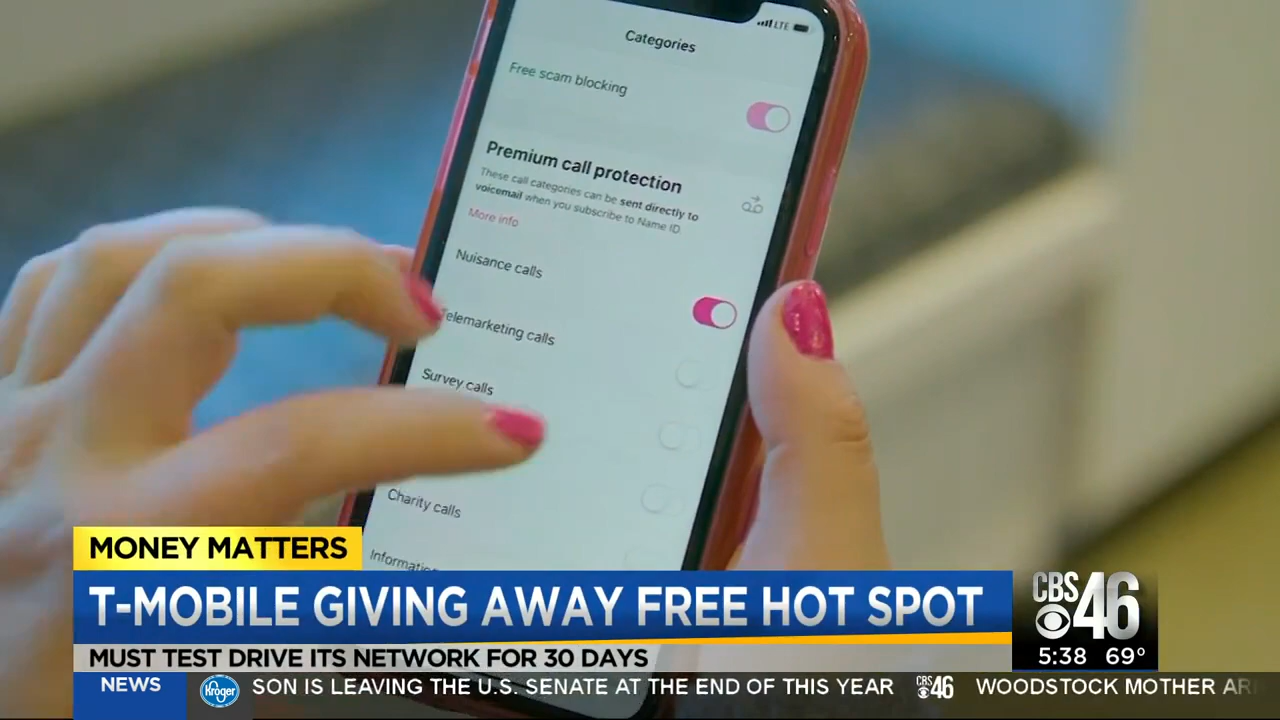 LTE
Categories
Free scam blocking
Premium call protection
These call categories can be sent directly to
voicemail when you subscribe to Name ID.
More info
Nuisance calls
Telemarketing calls
Survey calls
Charity calls
MONEY MATTERS
T-MOBILE GIVING AWAY FREE HOT SPOT
MUST TEST DRIVE ITS NETWORK FOR 30 DAYS
CBS 46
5:38 69°
NEWS Kroger SON IS LEAVING THE U.S. SENATE AT THE END OF THIS YEAR CBS 46 WOODSTOCK MOTHER